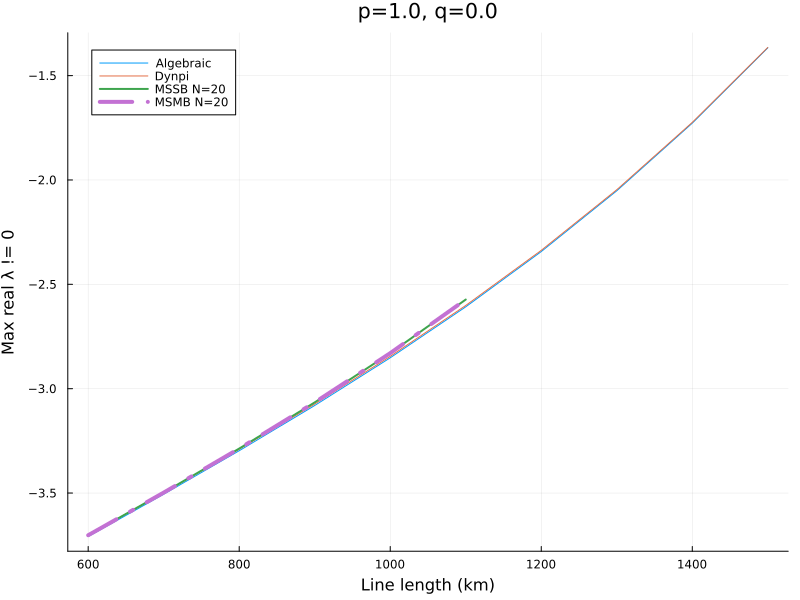 p=1.0, q=0.0
Algebraic
Dynpi
MSSB N=20
MSMB N=20
Max real λ != 0
−1.5
−2.0
−2.5
−3.0
−3.5
600 800 1000 1200 1400
Line length (km)